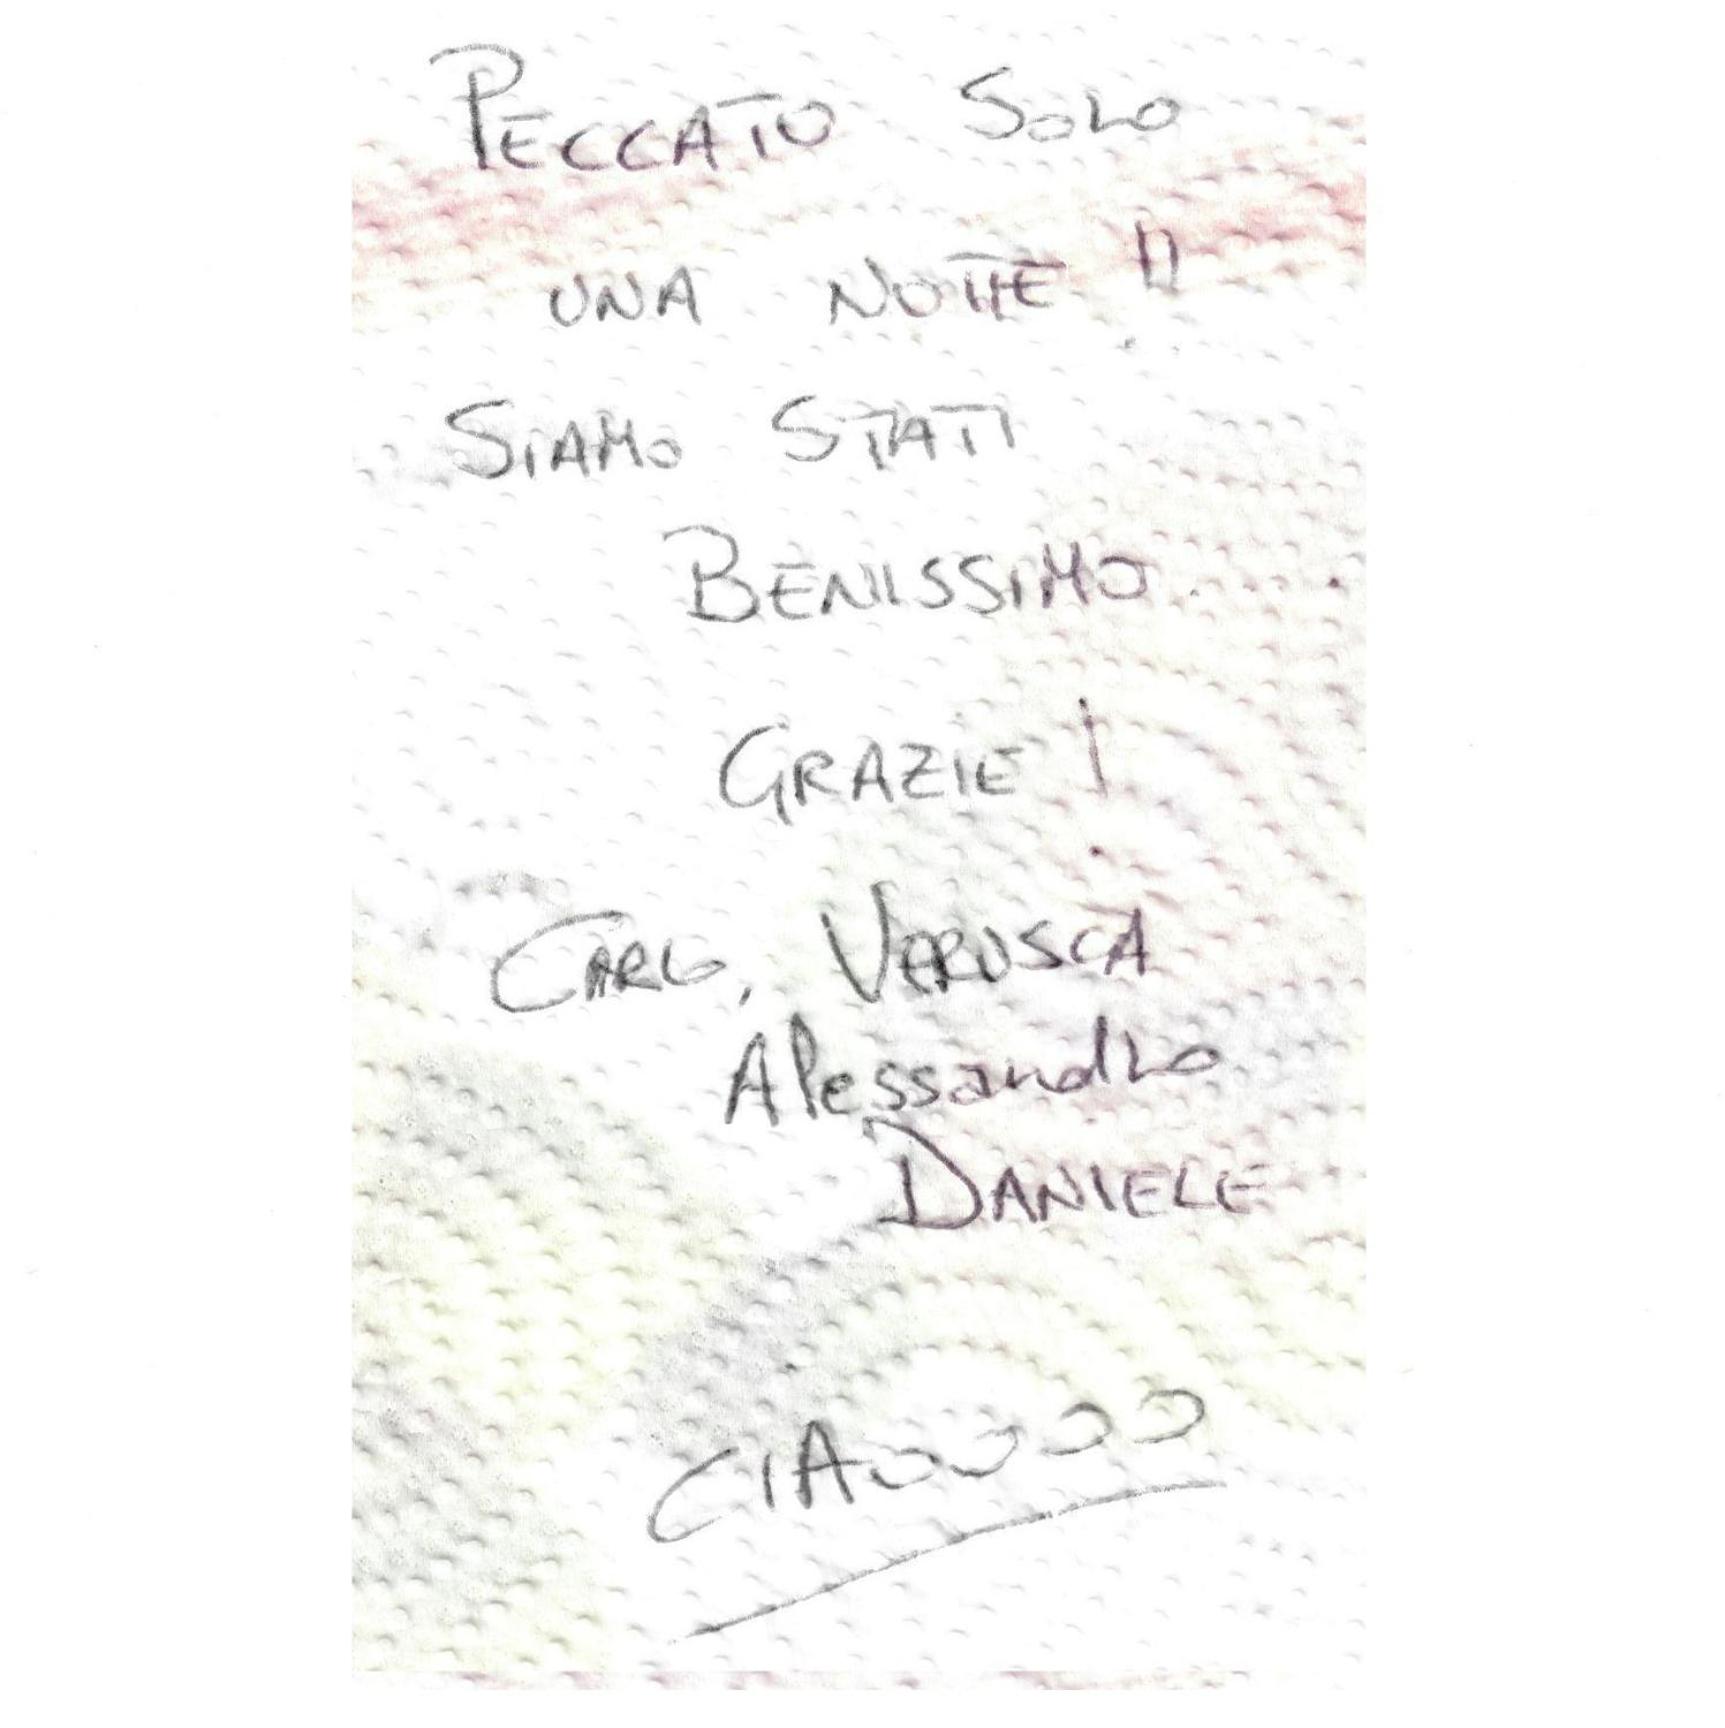 PECCATO SOLO
UNA NOTTE!!
SIAMO STATI
BENISSIMO.
GRAZIE!
CARLO, VERUSCA
Alessandro
DANIELE
CIAOOOOO